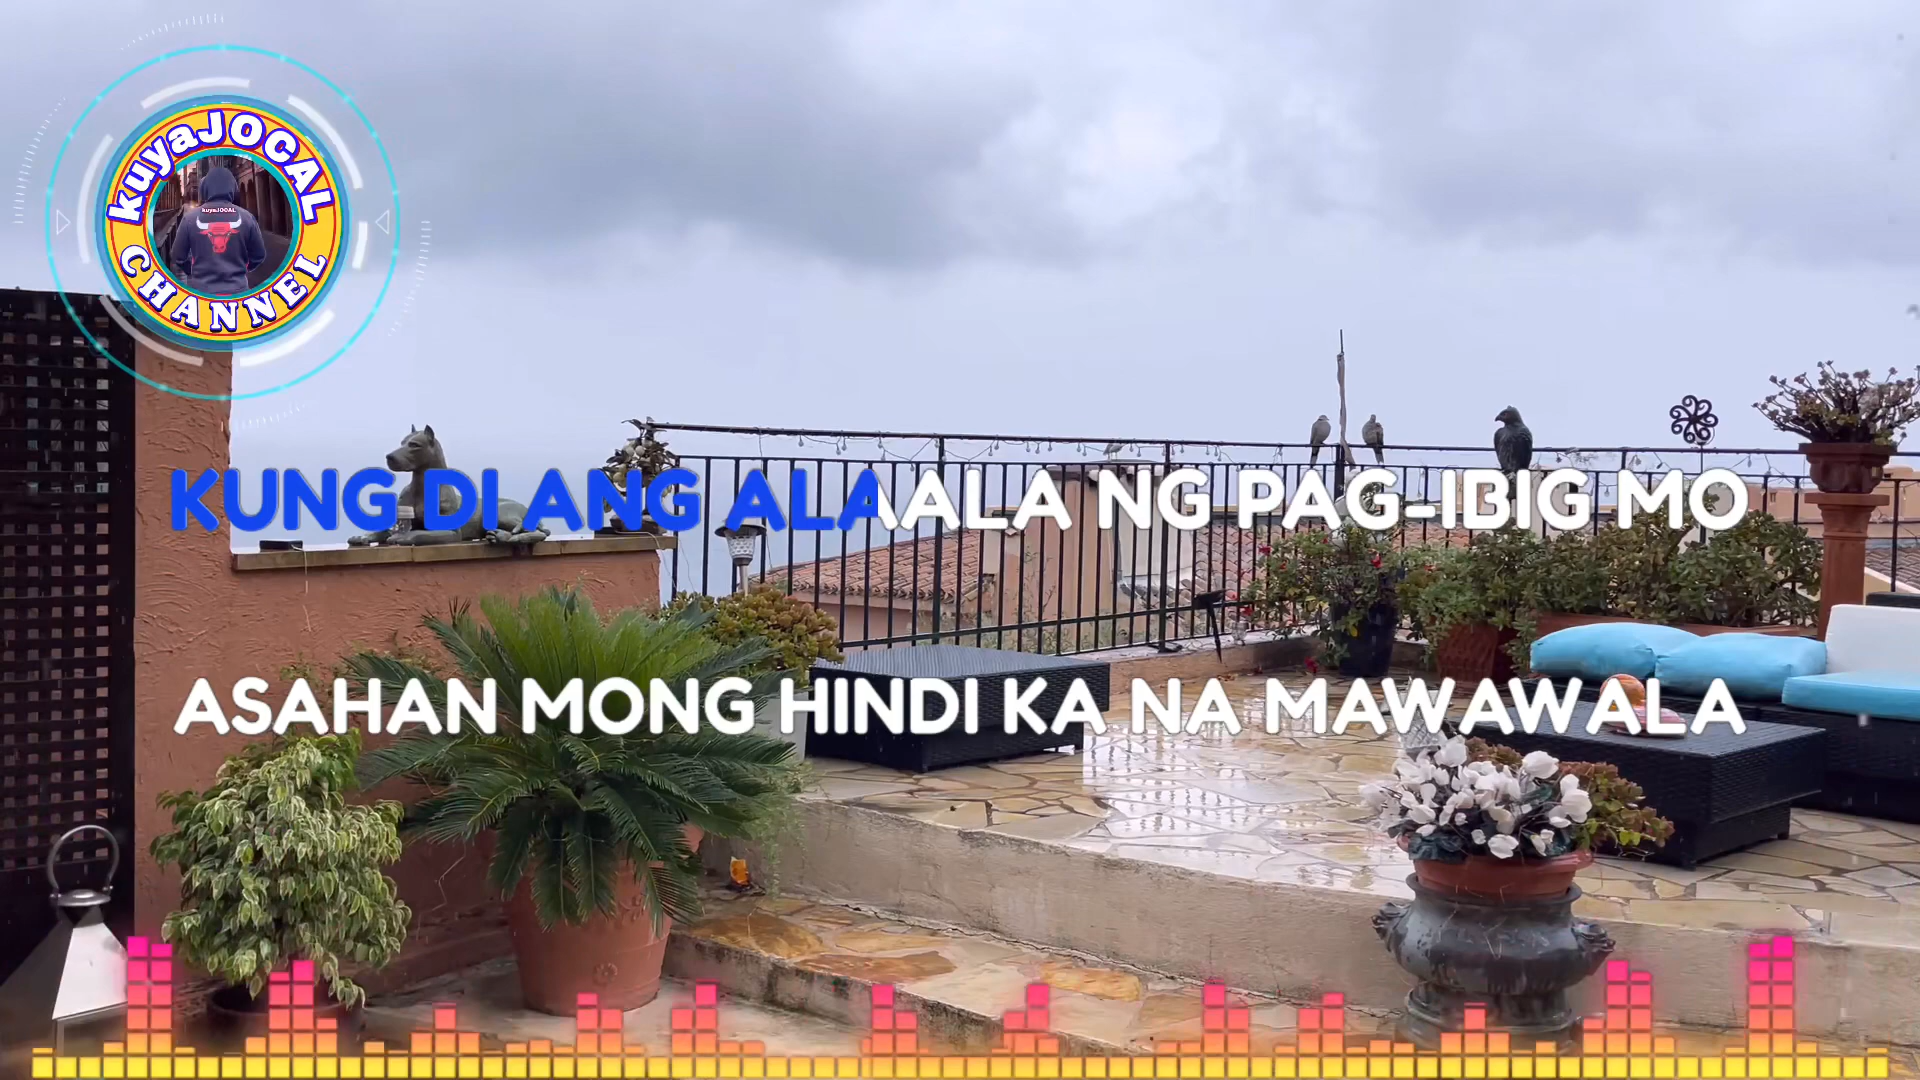 kuyaJOCAL
kuyaJOCAL
CHANNEL
KUNG DI ANG ALAALA NG PAG-IBIG MO
ASAHAN MONG HINDI KA NA MAWAWALA